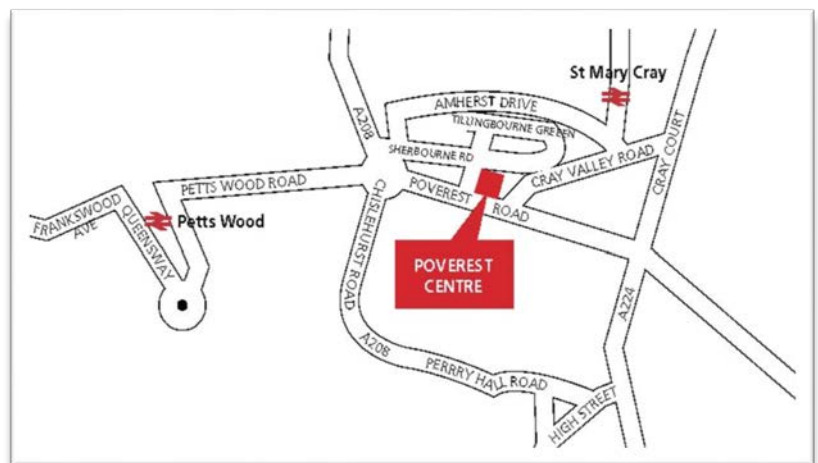 St Mary Cray
A208
AMHERST DRIVE
TILLINGBOURNE GREEEN
SHERBOURNE RD
CRAY VALLEY ROAD
CRAY COURT
PETTS WOOD ROAD
POVEREST ROAD
FRANKSWOOD
AVE
QUEENSWAY
Petts Wood
CHISLEHURST ROAD
POVEREST
CENTRE
A224
A208
PERRRY HALL ROAD
HIGH STREET